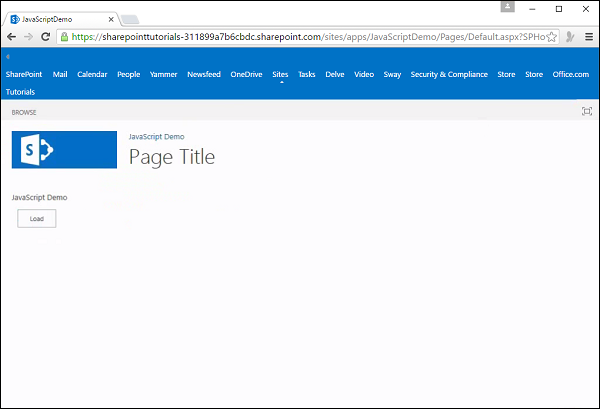 JavaScriptDemo
https://sharepointtutorials-311899a7b6cbdc.sharepoint.com/sites/apps/JavaScriptDemo/Pages/Default.aspx?SPHo
SharePoint Mail Calendar People Yammer Newsfeed OneDrive Sites Tasks Delve Video Sway Security & Compliance Store Store Office.com
Tutorials
BROWSE
S
JavaScript Demo
Page Title
JavaScript Demo
Load